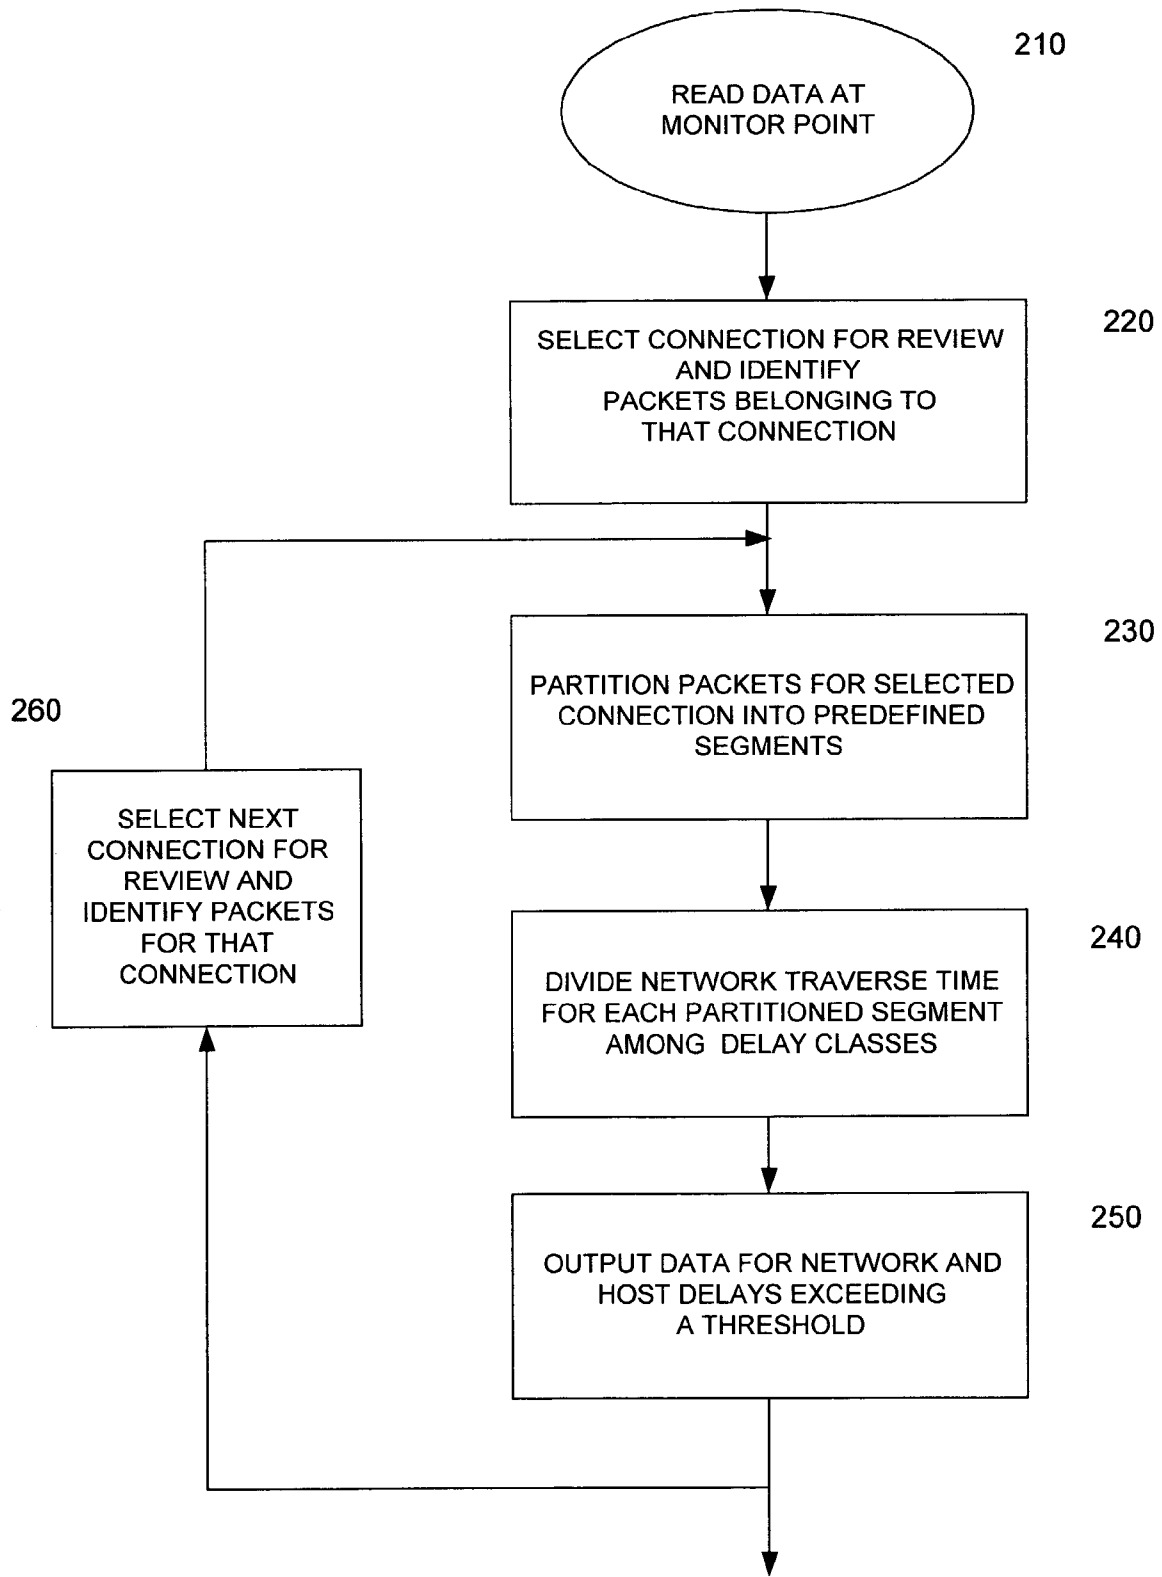 210
READ DATA AT
MONITOR POINT
220
SELECT CONNECTION FOR REVIEW
AND IDENTIFY
PACKETS BELONGING TO
THAT CONNECTION
230
PARTITION PACKETS FOR SELECTED
CONNECTION INTO PREDEFINED
SEGMENTS
260
SELECT NEXT
CONNECTION FOR
REVIEW AND
IDENTIFY PACKETS
FOR THAT
CONNECTION
240
DIVIDE NETWORK TRAVERSE TIME
FOR EACH PARTITIONED SEGMENT
AMONG DELAY CLASSES
250
OUTPUT DATA FOR NETWORK AND
HOST DELAYS EXCEEDING
A THRESHOLD